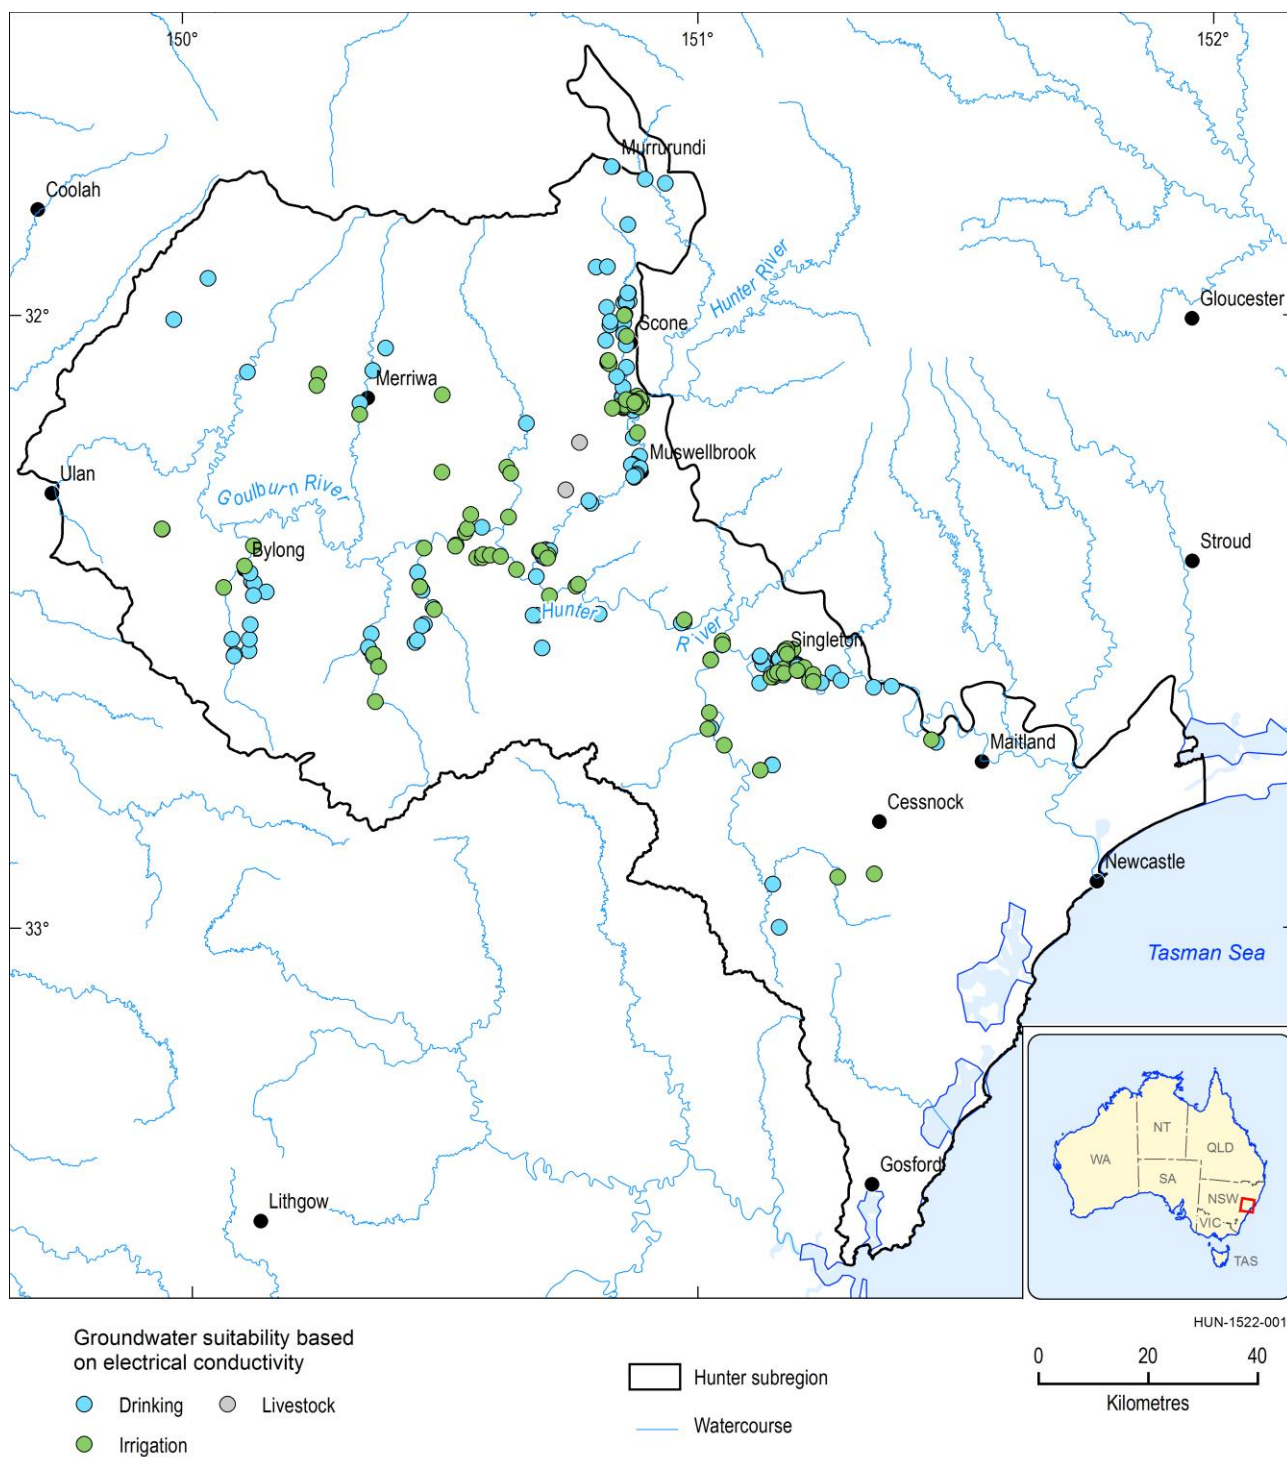 150°
151°
152°
Murrurundi
Coolah
Hunter River
Gloucester
32°
Scone
Merriwa
Muswellbrook
Ulan
Goulburn River
Stroud
Bylong
Hunter
River
Singleton
Maitland
Cessnock
Newcastle
33°
Tasman Sea
Gosford
Lithgow
NT
WA
QLD
SA
NSW
VIC
TAS
HUN-1522-001
Groundwater suitability based
on electrical conductivity
Drinking
Livestock
Irrigation
Hunter subregion
Watercourse
0 20 40
Kilometres